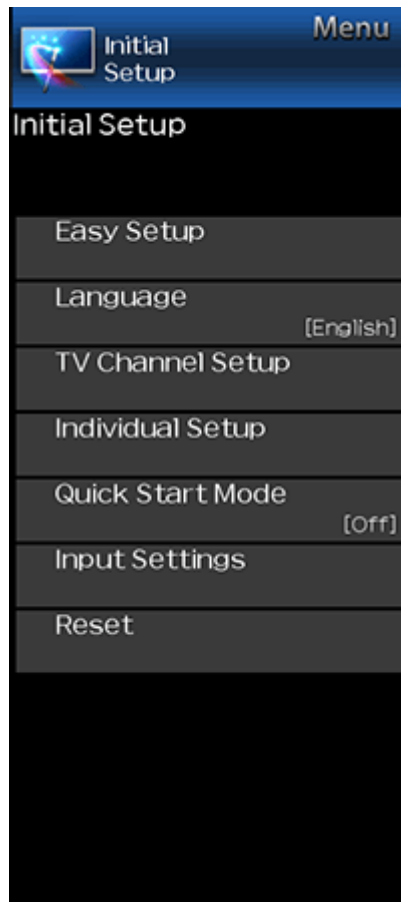 Menu
Initial
Setup
Initial Setup
Easy Setup
Language
[English]
TV Channel Setup
Individual Setup
Quick Start Mode
[Off]
Input Settings
Reset